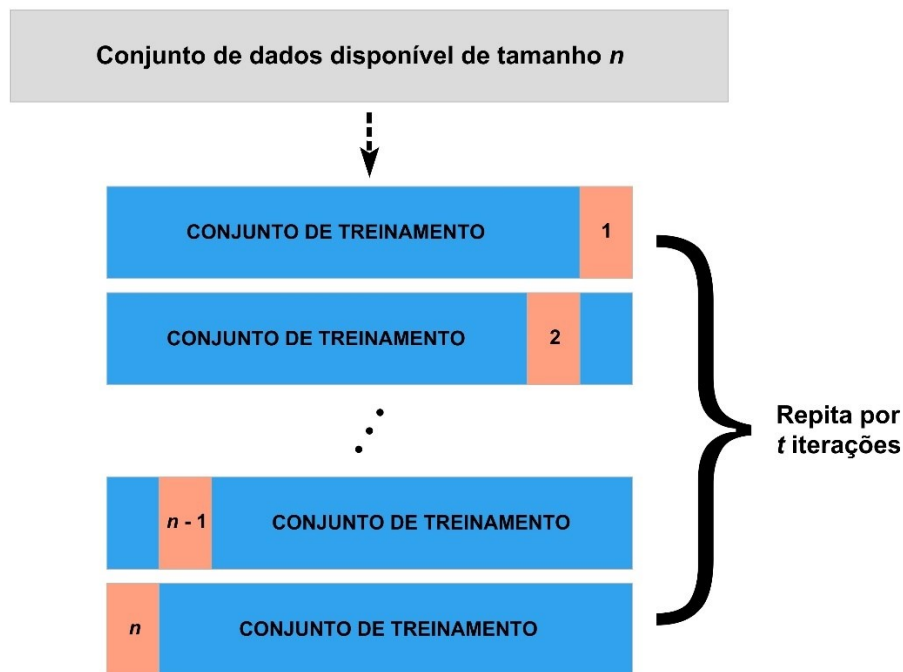 Conjunto de dados disponível de tamanho n
CONJUNTO DE TREINAMENTO 1
CONJUNTO DE TREINAMENTO 2
n - 1 CONJUNTO DE TREINAMENTO
n CONJUNTO DE TREINAMENTO
Repita por
t iterações